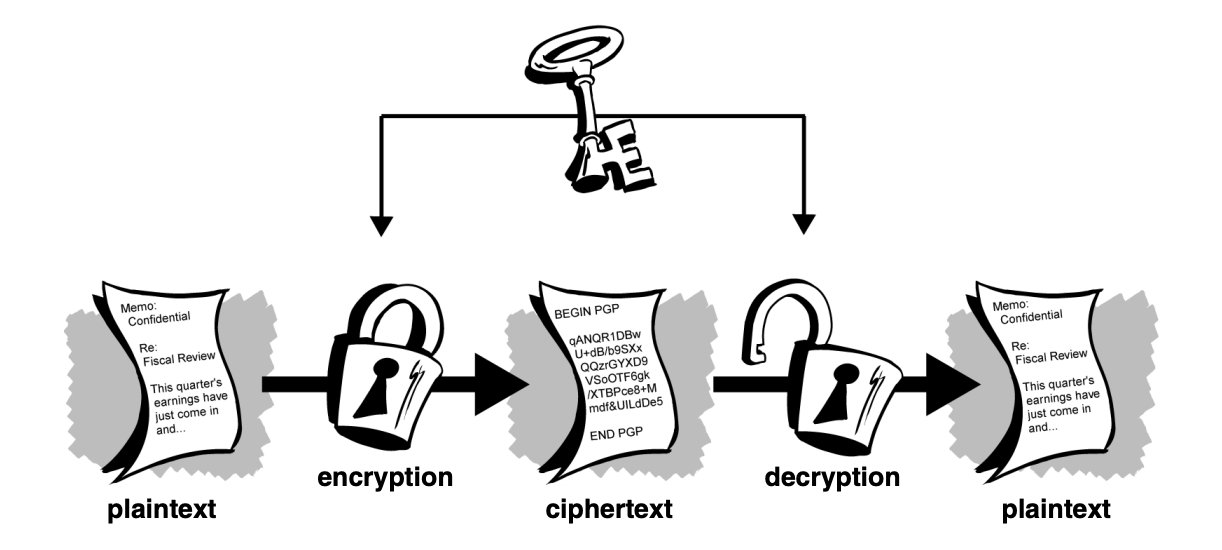 Memo:
Confidential
Re:
Fiscal Review
This quarter's
earnings have
just come in
and...
plaintext
encryption
BEGIN PGP
qANQR1DBw
U+dB/b9SXx
QQzrGYXD9
VSoOTF6gk
/XTBPce8+M
mdf&UILdDe5
END PGP
ciphertext
decryption
Memo:
Confidential
Re:
Fiscal Review
This quarter's
earnings have
just come in
and...
plaintext